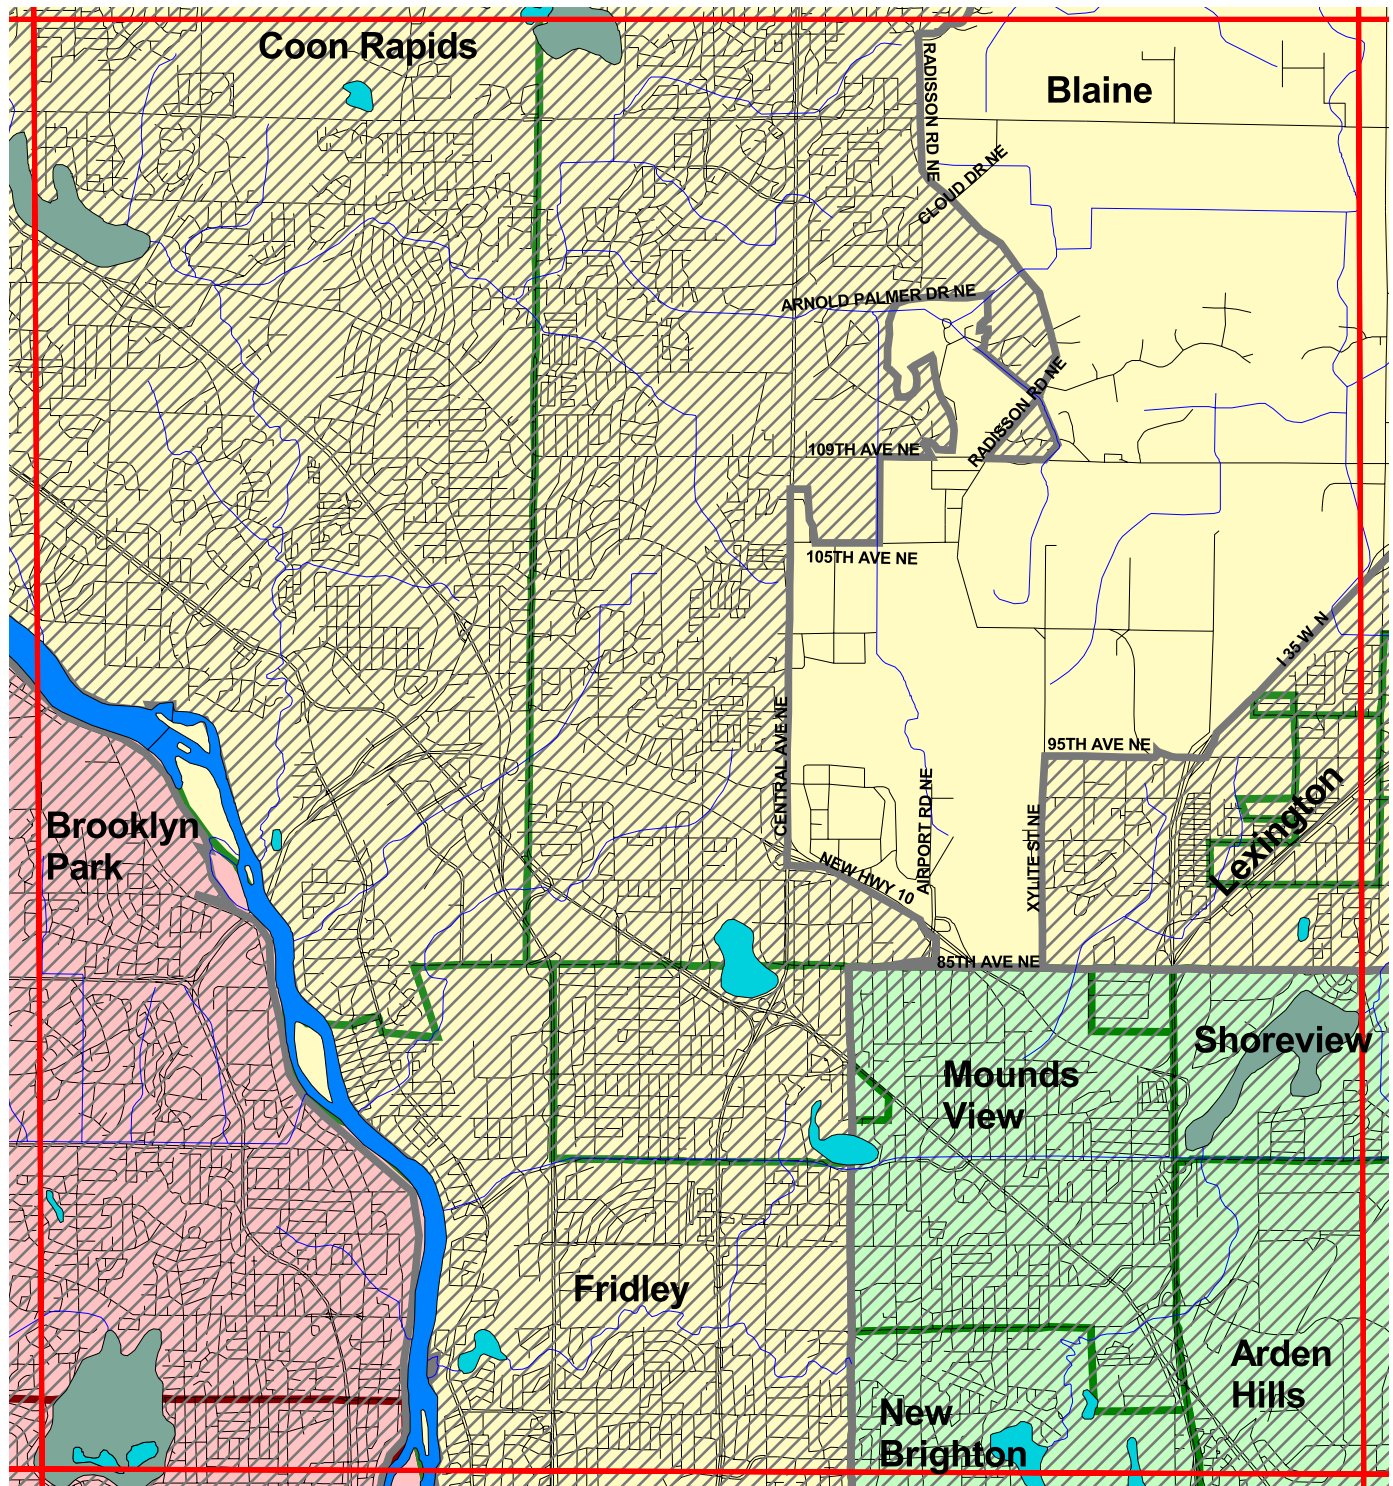 Coon Rapids
Blaine
RADISSON RD NE
CLOUD DR NE
ARNOLD PALMER DR NE
RADISSON RD NE
109TH AVE NE
105TH AVE NE
I 35 W N
CENTRAL AVE NE
95TH AVE NE
AIRPORT RD NE
XYLITE ST NE
Lexington
Brooklyn
Park
NEW HWY 10
85TH AVE NE
Shoreview
Mounds
View
Fridley
Arden
Hills
New
Brighton